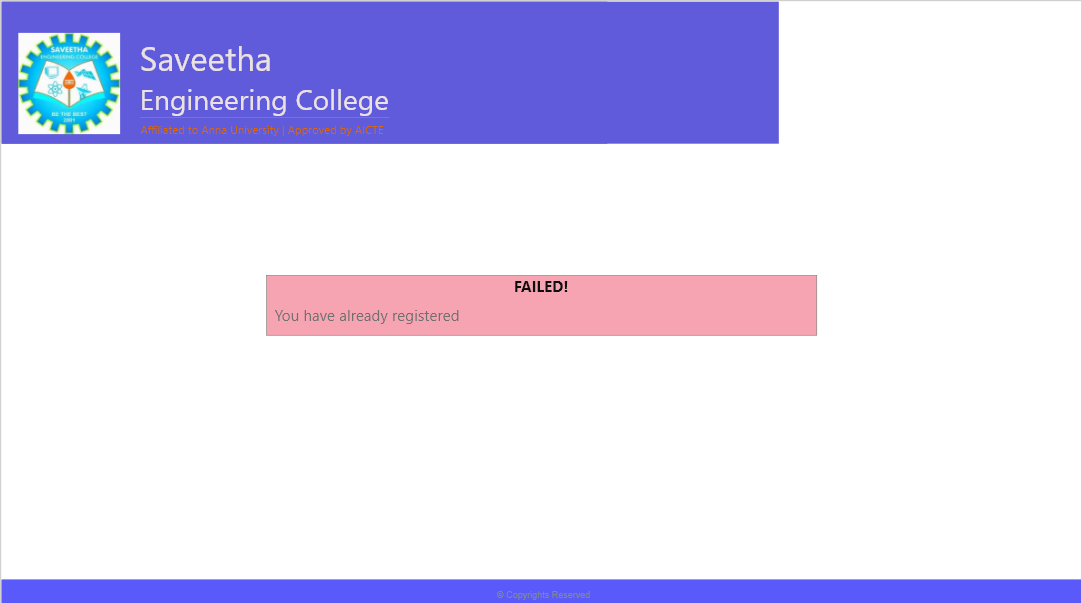 SAVEETHA
ENGINEERING COLLEGE
BE THE BEST
2001
Saveetha
Engineering College
Affiliated to Anna University | Approved by AICTE
FAILED!
You have already registered
© Copyrights Reserved